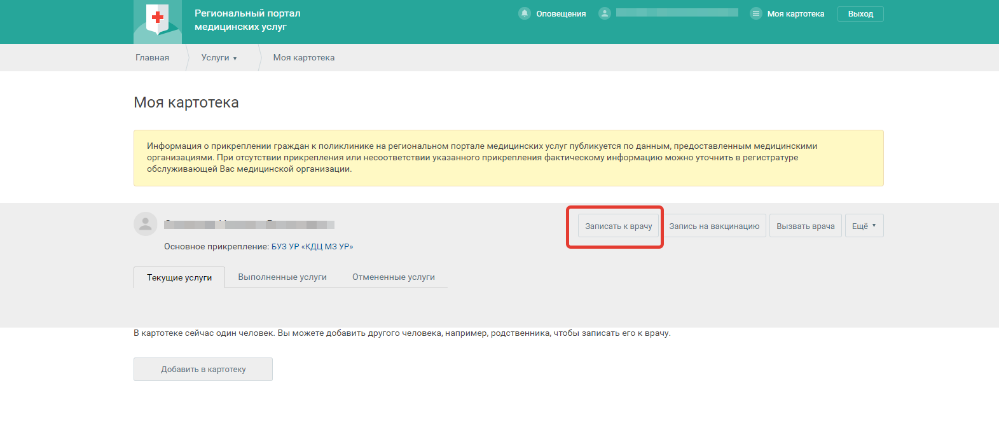 Региональный портал
медицинских услуг
Оповещения
Моя картотека
Выход
Главная
Услуги ▾
Моя картотека
Моя картотека
Информация о прикреплении граждан к поликлинике на региональном портале медицинских услуг публикуется по данным, предоставленным медицинскими
организациями. При отсутствии прикрепления или несоответствии указанного прикрепления фактическому информацию можно уточнить в регистратуре
обслуживающей Вас медицинской организации.
Записать к врачу
Запись на вакцинацию
Вызвать врача
Ещё ▾
Основное прикрепление: БУЗ УР «КДЦ МЗ УР»
Текущие услуги
Выполненные услуги
Отмененные услуги
В картотеке сейчас один человек. Вы можете добавить другого человека, например, родственника, чтобы записать его к врачу.
Добавить в картотеку